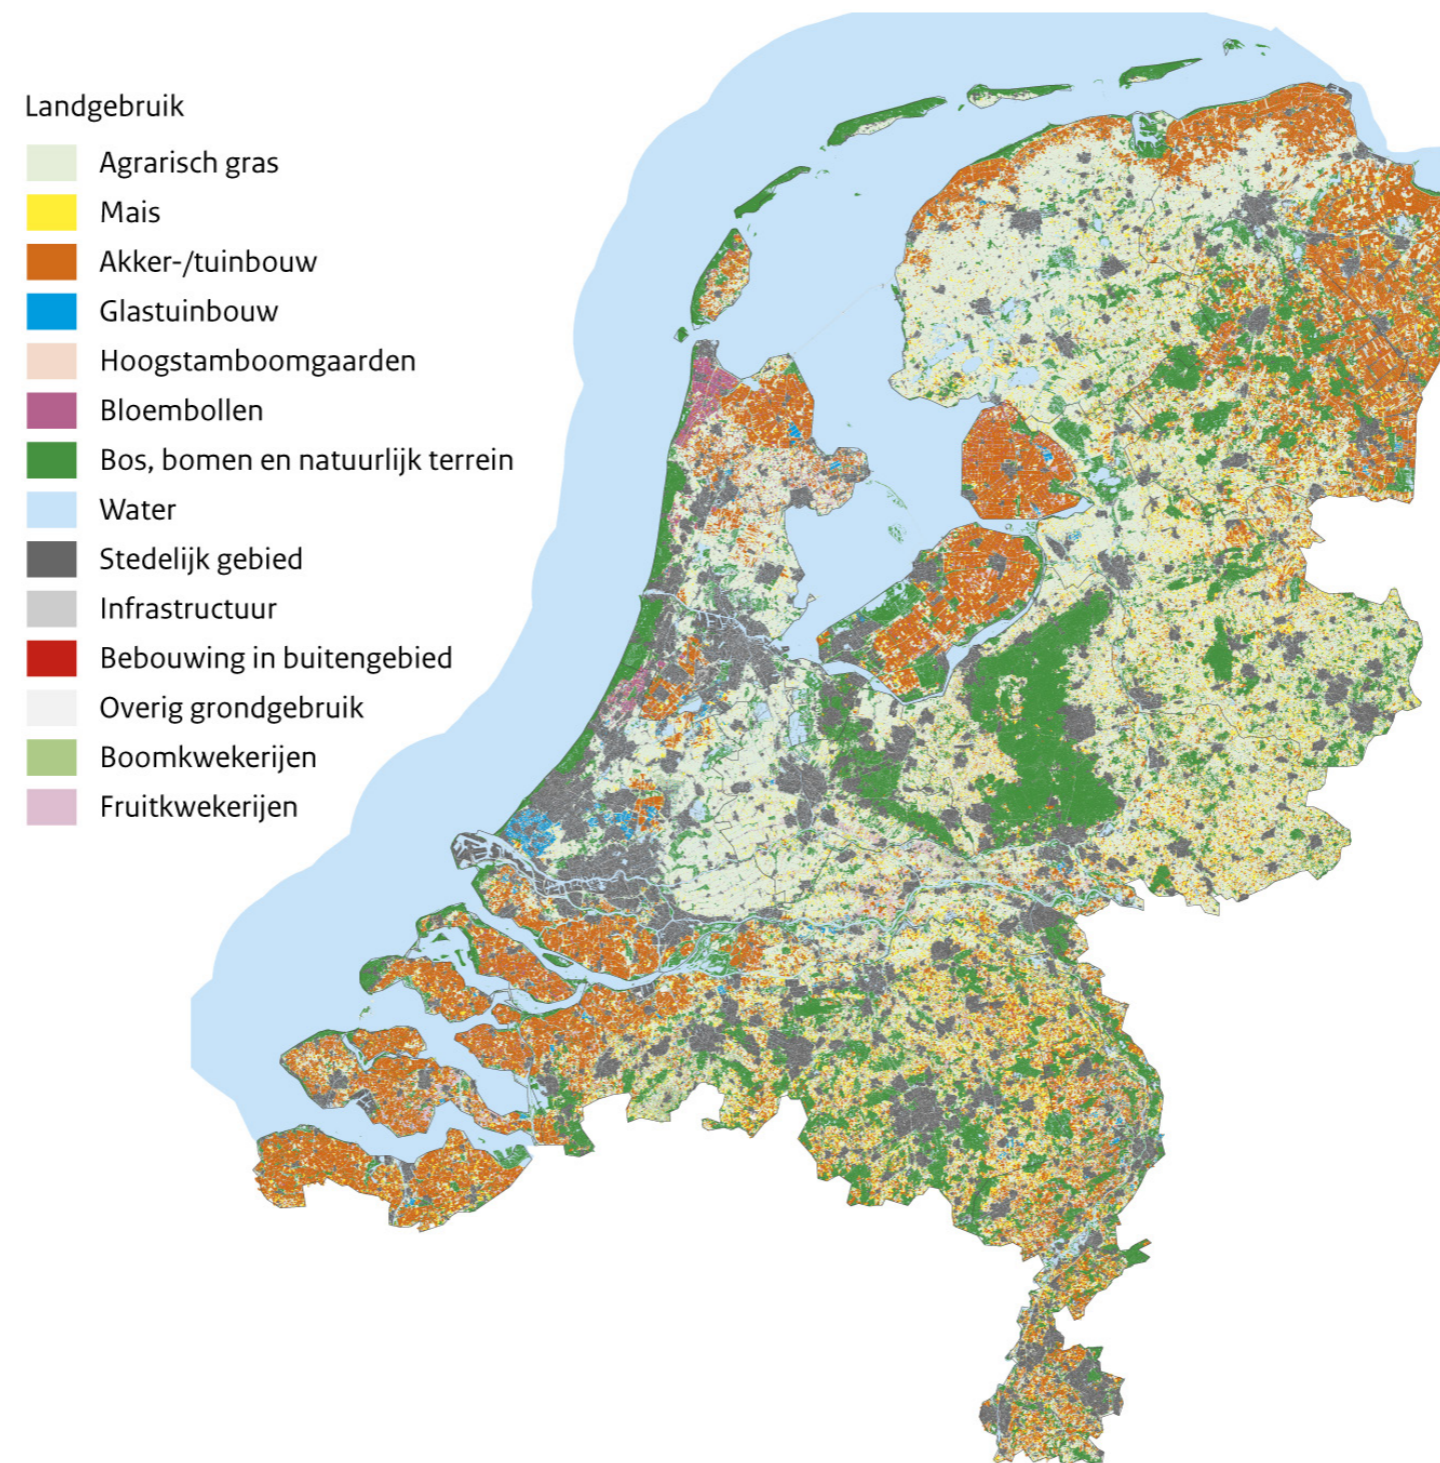 Landgebruik
Agrarisch gras
Mais
Akker-/tuinbouw
Glastuinbouw
Hoogstamboomgaarden
Bloembollen
Bos, bomen en natuurlijk terrein
Water
Stedelijk gebied
Infrastructuur
Bebouwing in buitengebied
Overig grondgebruik
Boomkwekerijen
Fruitkwekerijen